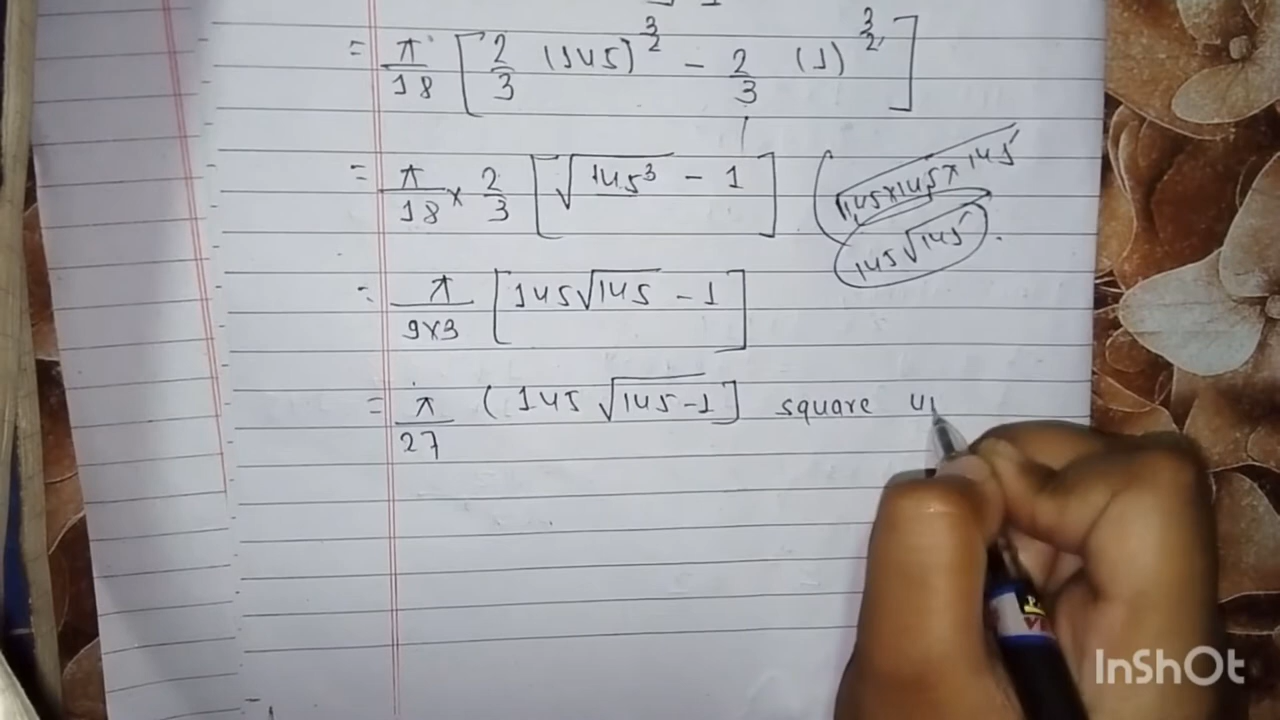 = π/18 [ 2/3 (145)^3/2 - 2/3 (1)^3/2 ]
= π/18 × 2/3 [ √145³ - 1 ]
145×145×145
145√145
= π/9×3 [ 145√145 - 1 ]
= π/27 ( 145 √145-1 ] square
InShOt